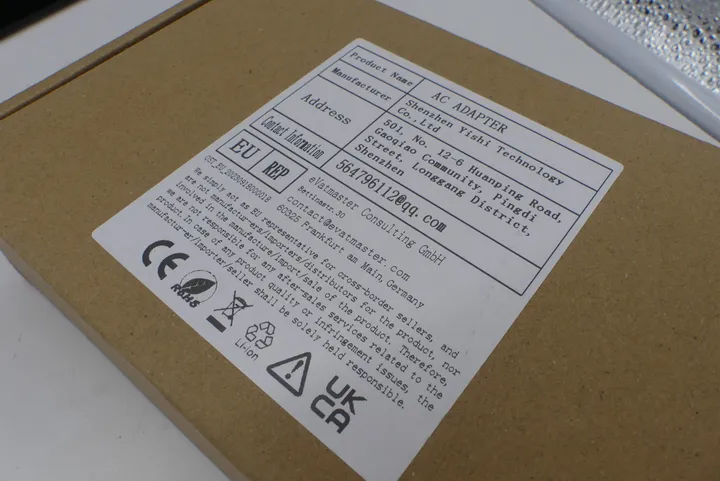 Product Name AC ADAPTER
Manufacturer Shenzhen Yishi Technology
Co., Ltd
Address 501, No. 12-6 Huanping Road,
Gaoqiao Community, Pingdi
Street, Longgang District,
Shenzhen
Contact Information 564796112@qq.com
EU REP
eVatmaster Consulting GmbH
Bettinastr. 30
60325 Frankfurt am Main, Germany
contact@evatmaster.com
GST_EU_20230518000018
We simply act as EU representative for cross-border sellers, and
are not manufacturers/importers/distributors for the product, nor
Involved in the manufacture/import/sale of the product. Therefore,
we are not responsible for any after-sales services related to the
product.In case of any product quality or infringement issues, the
manufacturer/importer/seller shall be solely held responsible.
CE
RoHS
Li-ion
UK
CA